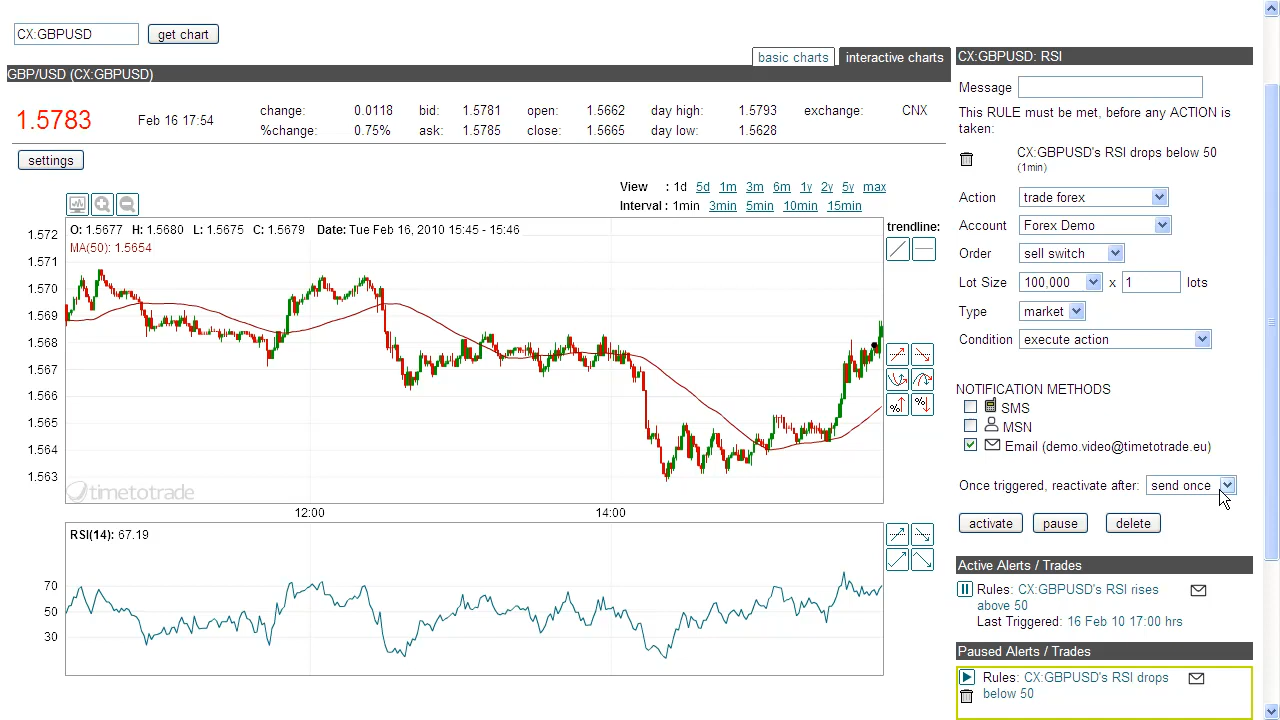 CX:GBPUSD get chart
basic charts interactive charts
GBP/USD (CX:GBPUSD)
1.5783 Feb 16 17:54
change: 0.0118 bid: 1.5781 open: 1.5662 day high: 1.5793 exchange: CNX
%change: 0.75% ask: 1.5785 close: 1.5665 day low: 1.5628
settings
View : 1d 5d 1m 3m 6m 1y 2y 5y max
Interval : 1min 3min 5min 10min 15min
O: 1.5677 H: 1.5680 L: 1.5675 C: 1.5679 Date: Tue Feb 16, 2010 15:45 - 15:46
MA(50): 1.5654
trendline:
1.572
1.571
1.570
1.569
1.568
1.567
1.566
1.565
1.564
1.563
timetotrade
12:00 14:00
RSI(14): 67.19
70
50
30
CX:GBPUSD: RSI
Message
This RULE must be met, before any ACTION is
taken:
CX:GBPUSD's RSI drops below 50
(1min)
Action trade forex
Account Forex Demo
Order sell switch
Lot Size 100,000 x 1 lots
Type market
Condition execute action
NOTIFICATION METHODS
SMS
MSN
Email (demo.video@timetotrade.eu)
Once triggered, reactivate after: send once
activate pause delete
Active Alerts / Trades
Rules: CX:GBPUSD's RSI rises
above 50
Last Triggered: 16 Feb 10 17:00 hrs
Paused Alerts / Trades
Rules: CX:GBPUSD's RSI drops
below 50